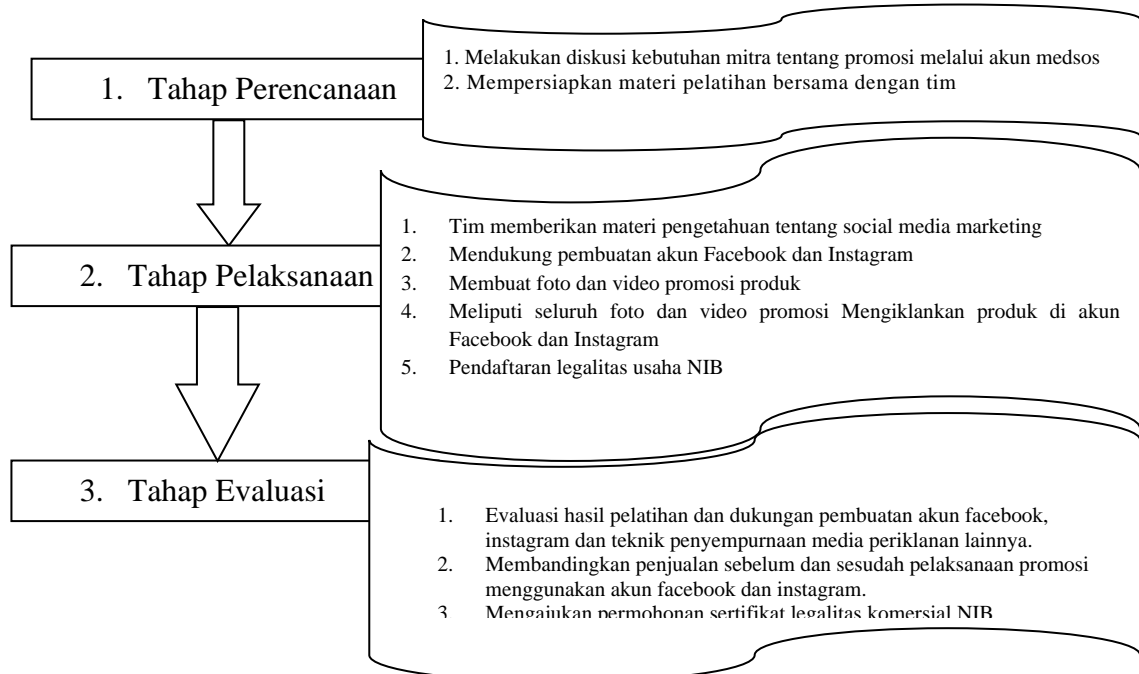 1. Melakukan diskusi kebutuhan mitra tentang promosi melalui akun medsos
2. Mempersiapkan materi pelatihan bersama dengan tim
1. Tahap Perencanaan
1. Tim memberikan materi pengetahuan tentang social media marketing
2. Mendukung pembuatan akun Facebook dan Instagram
3. Membuat foto dan video promosi produk
4. Meliputi seluruh foto dan video promosi Mengiklankan produk di akun
Facebook dan Instagram
5. Pendaftaran legalitas usaha NIB
2. Tahap Pelaksanaan
3. Tahap Evaluasi
1. Evaluasi hasil pelatihan dan dukungan pembuatan akun facebook,
instagram dan teknik penyempurnaan media periklanan lainnya.
2. Membandingkan penjualan sebelum dan sesudah pelaksanaan promosi
menggunakan akun facebook dan instagram.
3. Mengajukan permohonan sertifikat legalitas komersial NIB